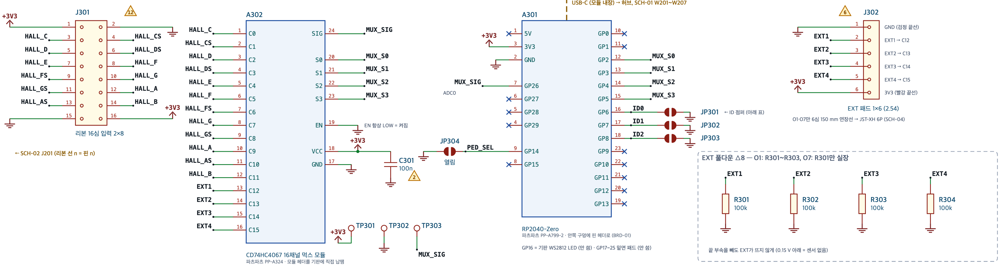 USB-C (모듈 내장) → 허브, SCH-01 W201~W207
J301
12
+3V3
1
2
HALL_C
3
4
HALL_CS
HALL_D
5
6
HALL_DS
HALL_E
7
8
HALL_F
HALL_FS
9
10
HALL_G
HALL_GS
11
12
HALL_A
HALL_AS
13
14
HALL_B
15
16
+3V3
리본 16심 입력 2×8
← SCH-02 J201 (리본 선 n = 핀 n)
A302
HALL_C 1 C0
HALL_CS 2 C1
HALL_D 3 C2
HALL_DS 4 C3
HALL_E 5 C4
HALL_F 6 C5
HALL_FS 7 C6
HALL_G 8 C7
HALL_GS 9 C8
HALL_A 10 C9
HALL_AS 11 C10
HALL_B 12 C11
EXT1 13 C12
EXT2 14 C13
EXT3 15 C14
EXT4 16 C15
SIG 24 MUX_SIG
S0 20 MUX_S0
S1 21 MUX_S1
S2 22 MUX_S2
S3 23 MUX_S3
EN 19 EN 항상 LOW = 켜짐
+3V3
VCC 18
GND 17
C301
100n
2
CD74HC4067 16채널 먹스 모듈
파츠파츠 PP-A324 · 모듈 헤더를 기판에 직접 납땜
+3V3
TP301
TP302
TP303
MUX_SIG
A301
1 5V
+3V3
3 3V3
2 GND
MUX_SIG 7 GP26
ADC0
6 GP27
5 GP28
4 GP29
JP304
열림
PED_SEL 9 GP14
8 GP15
GP0 10
GP1 11
GP2 12 MUX_S0
GP3 13 MUX_S1
GP4 14 MUX_S2
GP5 15 MUX_S3
GP6 16 ID0 JP301 ← ID 점퍼 (아래 표)
GP7 17 ID1 JP302
GP8 18 ID2 JP303
GP9 23
GP10 22
GP11 21
GP12 20
GP13 19
RP2040-Zero
파츠파츠 PP-A799-2 · 안쪽 구멍에 핀 헤더로 (BRD-01)
GP16 = 기판 WS2812 LED (안 씀) · GP17~25 밑면 패드 (안 씀)
6
J302
1 GND (검정 끝선)
EXT1 2 EXT1 → C12
EXT2 3 EXT2 → C13
EXT3 4 EXT3 → C14
EXT4 5 EXT4 → C15
+3V3
6 3V3 (빨강 끝선)
EXT 패드 1×6 (2.54)
O1·O7만 6심 150 mm 연장선 → JST-XH 6P (SCH-04)
EXT 풀다운 △8 — O1: R301~R303, O7: R301만 실장
EXT1
EXT2
EXT3
EXT4
R301
100k
R302
100k
R303
100k
R304
100k
끝 부속을 빼도 EXT가 뜨지 않게 (0.15 V 아래 = 센서 없음)